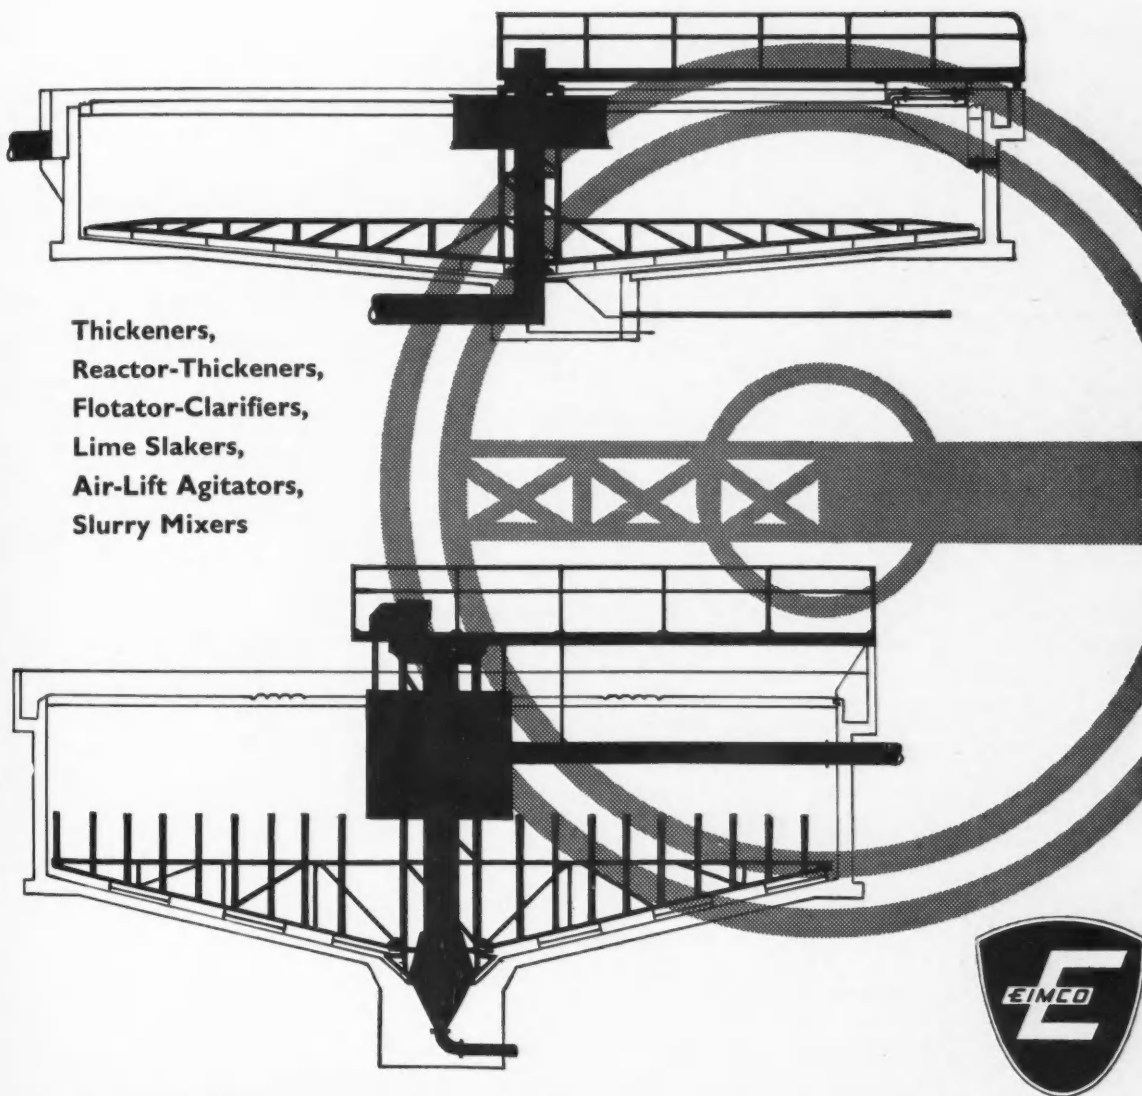 Thickeners,
Reactor-Thickeners,
Flotator-Clarifiers,
Lime Slakers,
Air-Lift Agitators,
Slurry Mixers
E
EIMCO